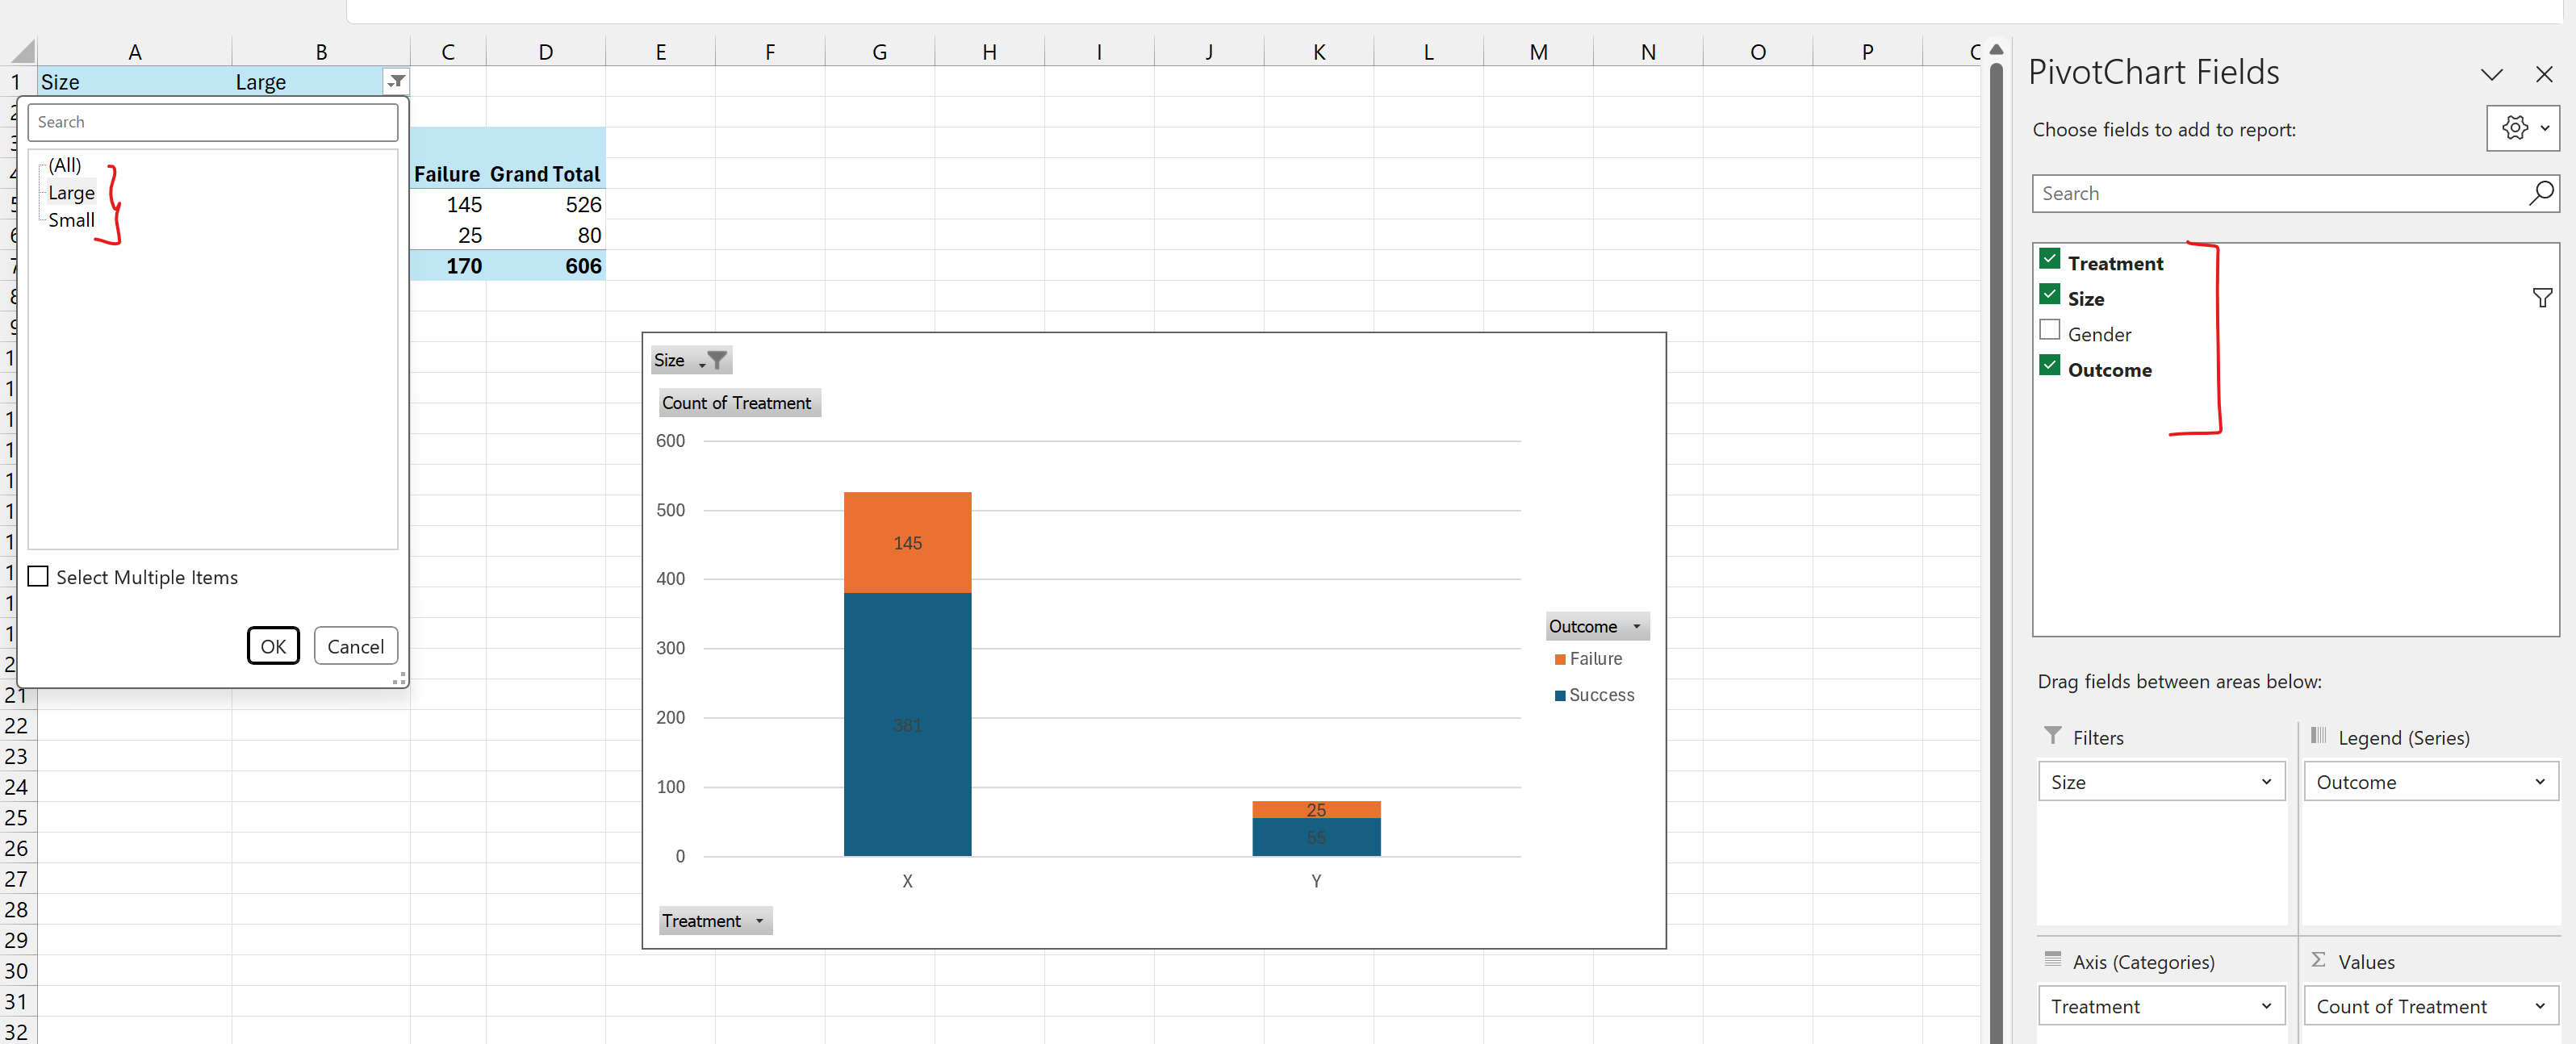 A B C D E F G H I J K L M N O P
1 Size Large
Search
(All)
Large
Small
Select Multiple Items
OK Cancel
Failure Grand Total
145 526
25 80
170 606
8
21
22
23
24
25
26
27
28
29
30
31
32
Size
Count of Treatment
600
500
400
300
200
100
0
145
381
25
55
X Y
Treatment
Outcome
Failure
Success
PivotChart Fields
Choose fields to add to report:
Search
Treatment
Size
Gender
Outcome
Drag fields between areas below:
Filters
Size
Legend (Series)
Outcome
Axis (Categories)
Treatment
Values
Count of Treatment